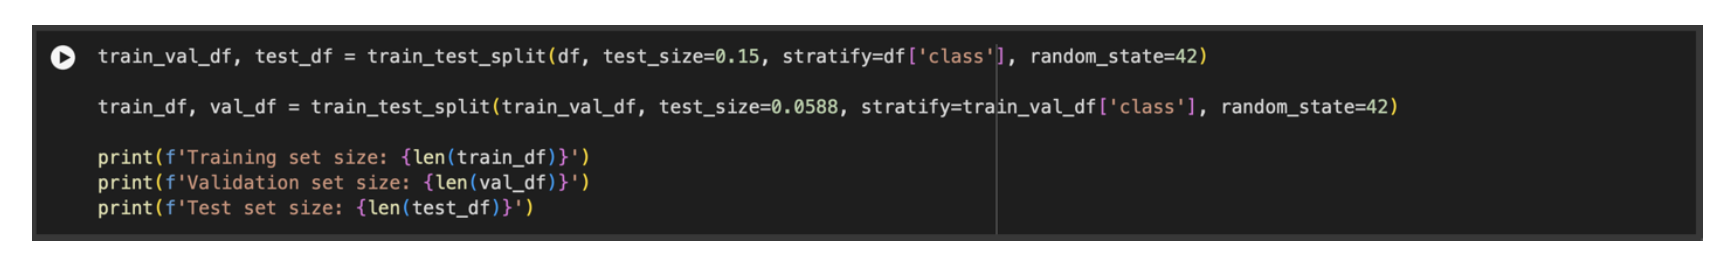 train_val_df, test_df = train_test_split(df, test_size=0.15, stratify=df['class'], random_state=42)
train_df, val_df = train_test_split(train_val_df, test_size=0.0588, stratify=train_val_df['class'], random_state=42)
print(f'Training set size: {len(train_df)}')
print(f'Validation set size: {len(val_df)}')
print(f'Test set size: {len(test_df)}')